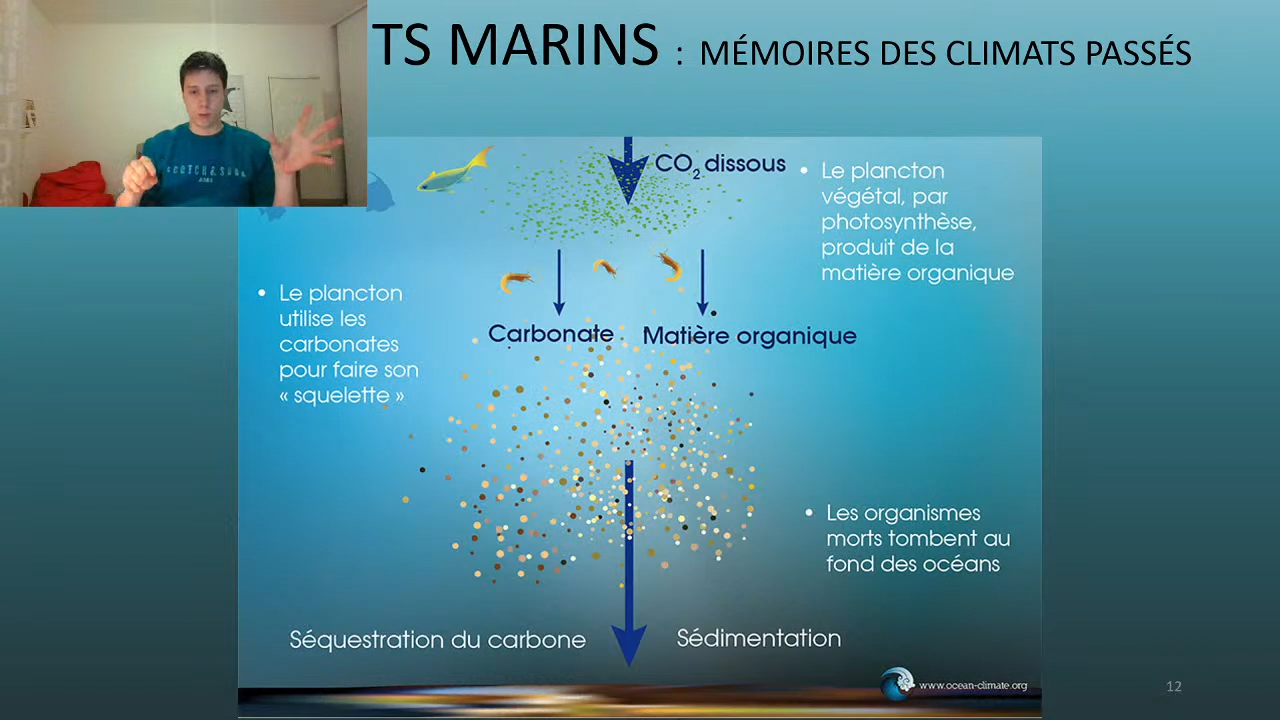 TS MARINS : MÉMOIRES DES CLIMATS PASSÉS
CO2 dissous
• Le plancton
végétal, par
photosynthèse,
produit de la
matière organique
• Le plancton
utilise les
carbonates
pour faire son
« squelette »
Carbonate
Matière organique
• Les organismes
morts tombent au
fond des océans
Séquestration du carbone
Sédimentation
www.ocean-climate.org
12